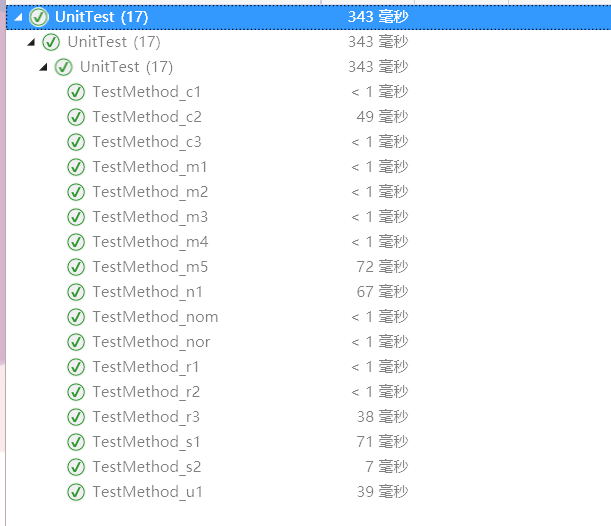 UnitTest (17) 343 毫秒
UnitTest (17) 343 毫秒
UnitTest (17) 343 毫秒
TestMethod_c1 < 1 毫秒
TestMethod_c2 49 毫秒
TestMethod_c3 < 1 毫秒
TestMethod_m1 < 1 毫秒
TestMethod_m2 < 1 毫秒
TestMethod_m3 < 1 毫秒
TestMethod_m4 < 1 毫秒
TestMethod_m5 72 毫秒
TestMethod_n1 67 毫秒
TestMethod_nom < 1 毫秒
TestMethod_nor < 1 毫秒
TestMethod_r1 < 1 毫秒
TestMethod_r2 < 1 毫秒
TestMethod_r3 38 毫秒
TestMethod_s1 71 毫秒
TestMethod_s2 7 毫秒
TestMethod_u1 39 毫秒